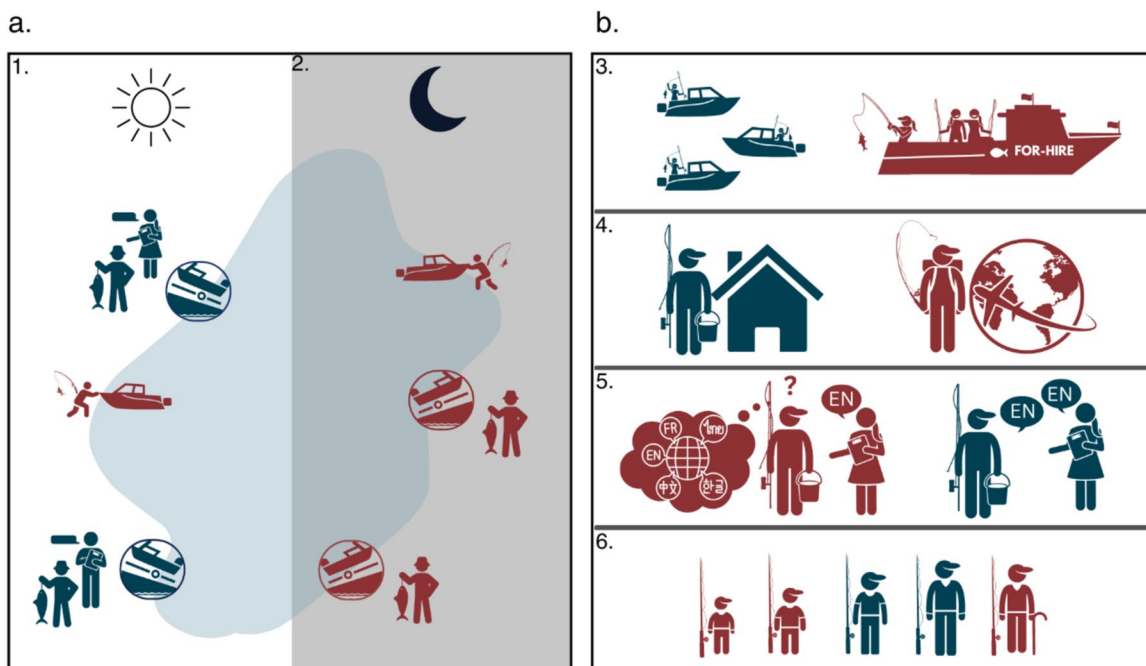 a.
b.
1.
2.
3.
FOR-HIRE
4.
5.
?
EN
EN
EN
FR
ไทย
EN
中文
한글
6.